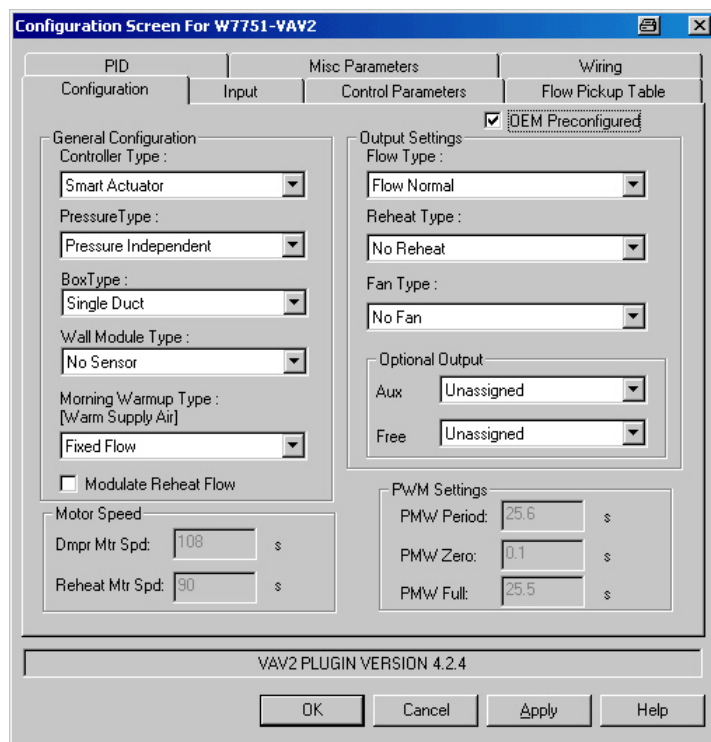 Configuration Screen For W7751-VAV2
PID
Misc Parameters
Wiring
Configuration
Input
Control Parameters
Flow Pickup Table
OEM Preconfigured
General Configuration
Controller Type :
Smart Actuator
PressureType :
Pressure Independent
BoxType :
Single Duct
Wall Module Type :
No Sensor
Morning Warmup Type :
[Warm Supply Air]
Fixed Flow
Modulate Reheat Flow
Output Settings
Flow Type :
Flow Normal
Reheat Type :
No Reheat
Fan Type :
No Fan
Optional Output
Aux Unassigned
Free Unassigned
Motor Speed
Dmpr Mtr Spd: 108 s
Reheat Mtr Spd: 90 s
PWM Settings
PMW Period: 25.6 s
PMW Zero: 0.1 s
PMW Full: 25.5 s
VAV2 PLUGIN VERSION 4.2.4
OK
Cancel
Apply
Help